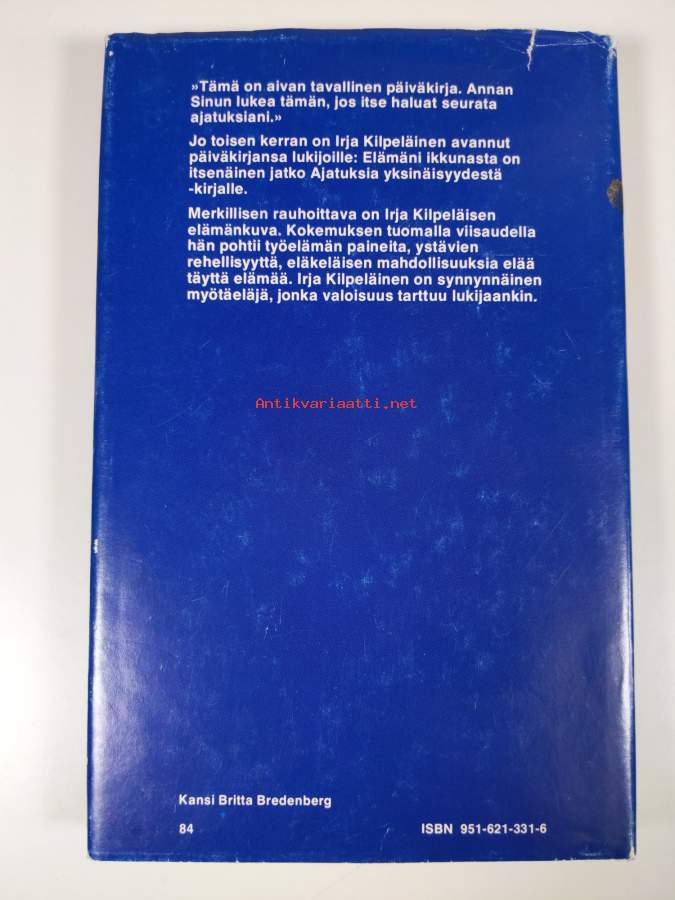 »Tämä on aivan tavallinen päiväkirja. Annan
Sinun lukea tämän, jos itse haluat seurata
ajatuksiani.»
Jo toisen kerran on Irja Kilpeläinen avannut
päiväkirjansa lukijoille: Elämäni ikkunasta on
itsenäinen jatko Ajatuksia yksinäisyydestä
-kirjalle.
Merkillisen rauhoittava on Irja Kilpeläisen
elämänkuva. Kokemuksen tuomalla viisaudella
hän pohtii työelämän paineita, ystävien
rehellisyyttä, eläkeläisen mahdollisuuksia elää
täyttä elämää. Irja Kilpeläinen on synnynnäinen
myötäeläjä, jonka valoisuus tarttuu lukijaankin.
Antikvariaatti.net
Kansi Britta Bredenberg
84 ISBN 951-621-331-6